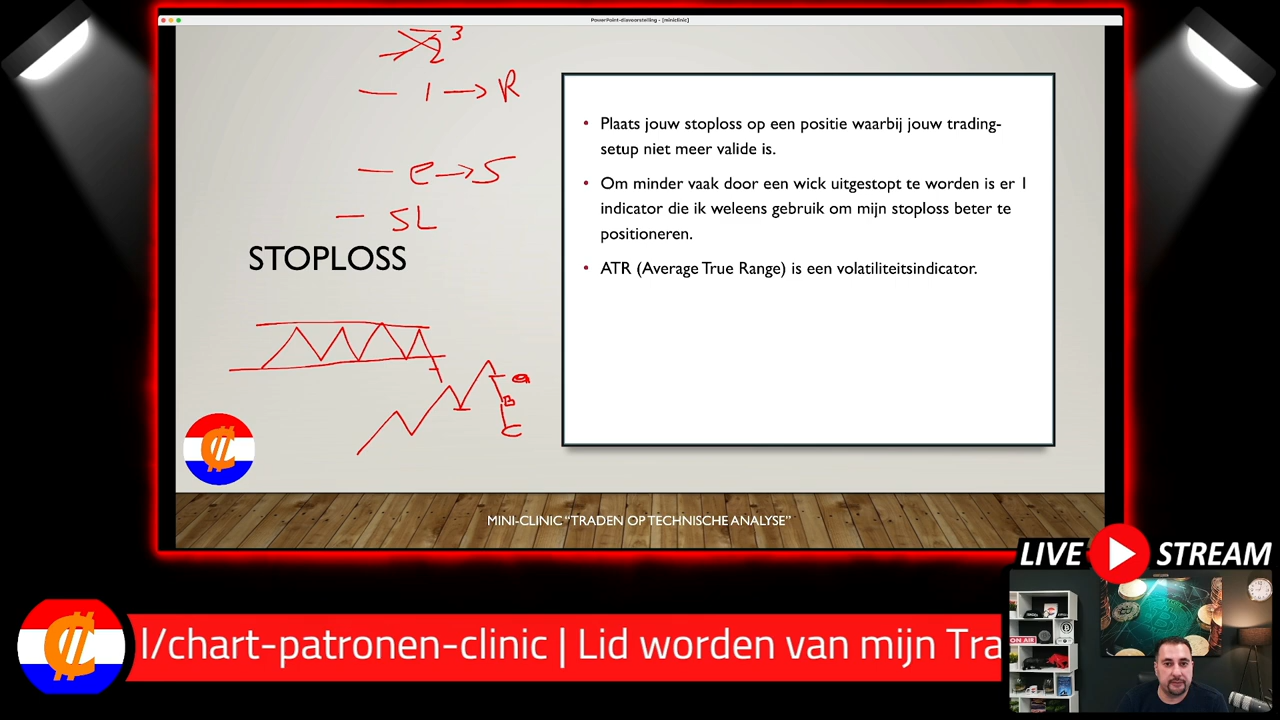 PowerPoint-diavoorstelling - [miniclinic]
3
2
1 → R
e → S
SL
STOPLOSS
• Plaats jouw stoploss op een positie waarbij jouw trading-
setup niet meer valide is.
• Om minder vaak door een wick uitgestopt te worden is er 1
indicator die ik weleens gebruik om mijn stoploss beter te
positioneren.
• ATR (Average True Range) is een volatiliteitsindicator.
B
C
MINI-CLINIC “TRADEN OP TECHNISCHE ANALYSE”
LIVE STREAM
ON AIR
l/chart-patronen-clinic | Lid worden van mijn Tra